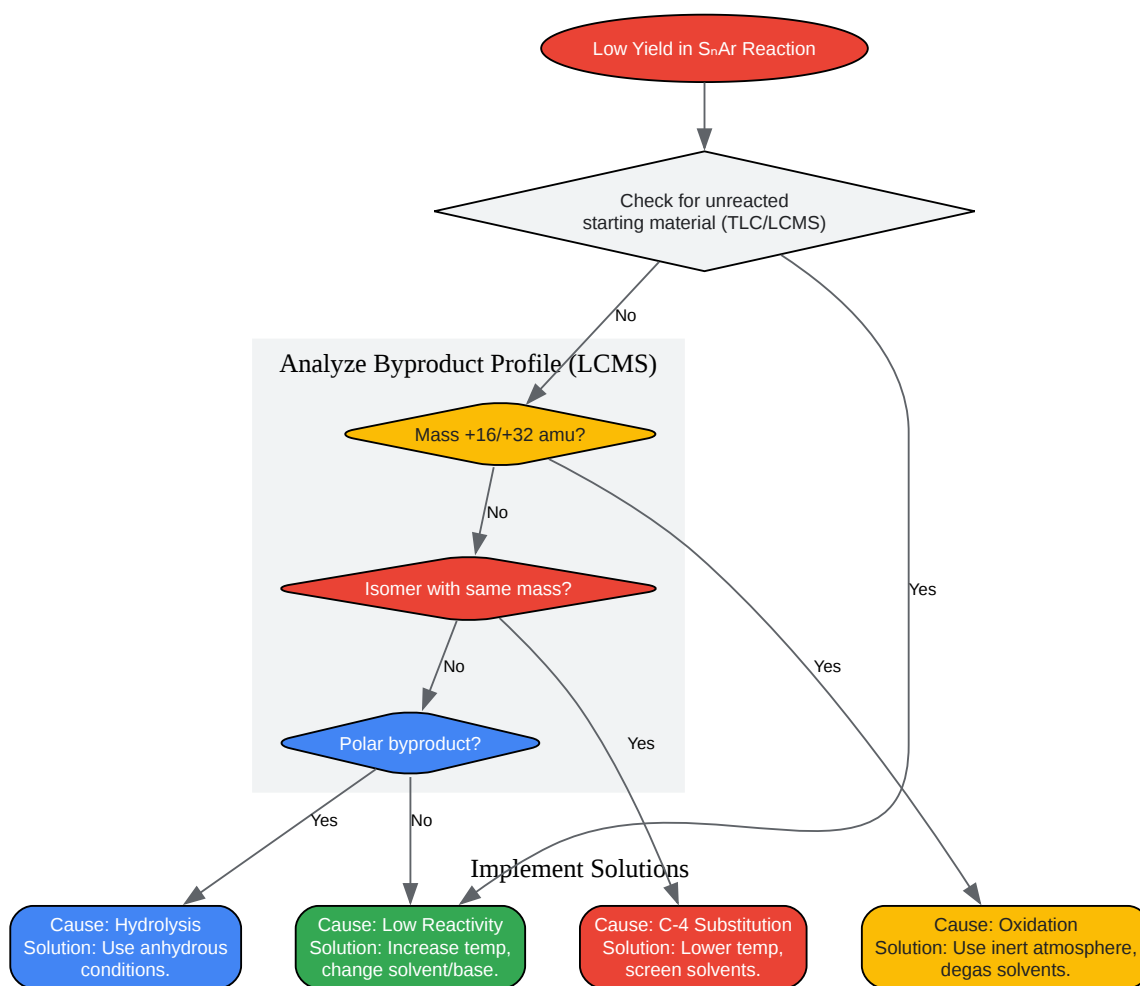 Low Yield in SₙAr Reaction
Check for unreacted
starting material (TLC/LCMS)
No
Analyze Byproduct Profile (LCMS)
Mass +16/+32 amu?
No
Isomer with same mass?
Yes
No
Yes
Polar byproduct?
Yes
Yes
No
Implement Solutions
Cause: Hydrolysis
Solution: Use anhydrous
conditions.
Cause: Low Reactivity
Solution: Increase temp,
change solvent/base.
Cause: C-4 Substitution
Solution: Lower temp,
screen solvents.
Cause: Oxidation
Solution: Use inert atmosphere,
degas solvents.